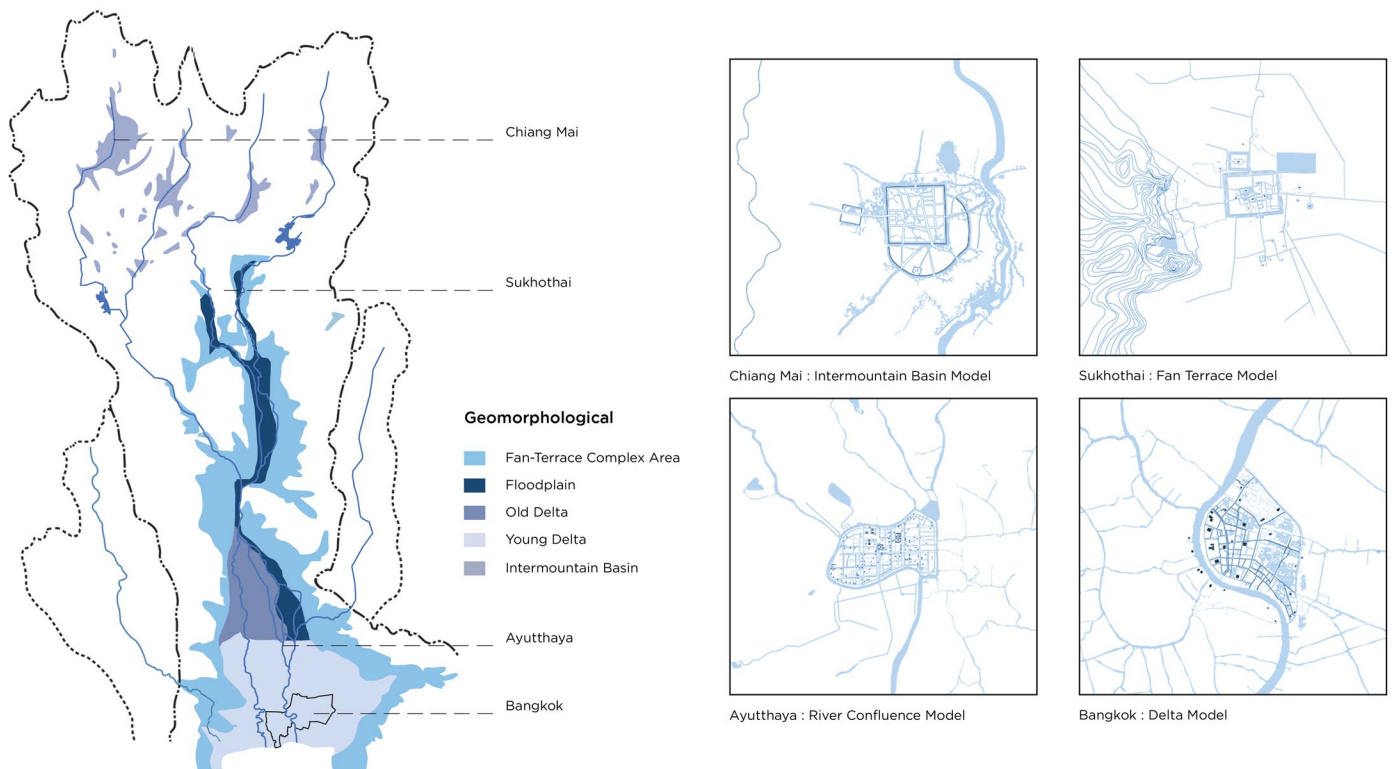 Chiang Mai
Sukhothai
Geomorphological
Fan-Terrace Complex Area
Floodplain
Old Delta
Young Delta
Intermountain Basin
Ayutthaya
Bangkok
Chiang Mai : Intermountain Basin Model
Sukhothai : Fan Terrace Model
Ayutthaya : River Confluence Model
Bangkok : Delta Model